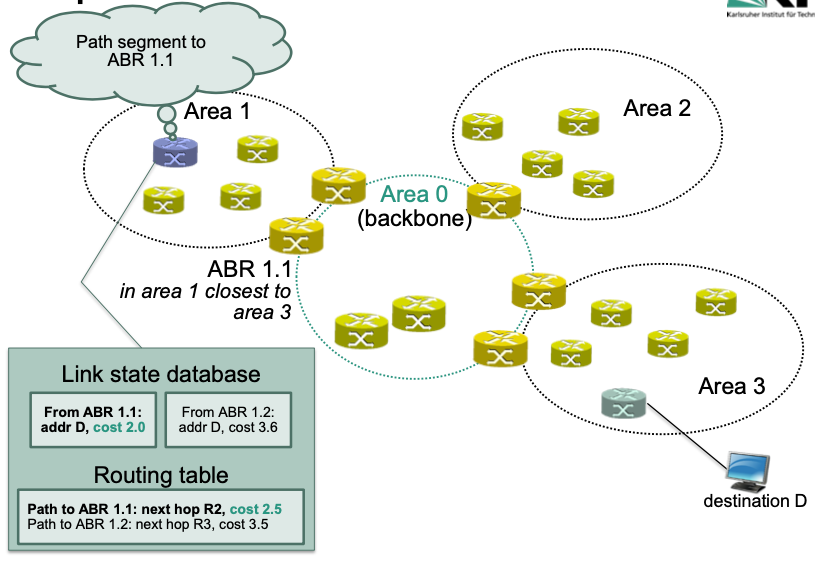 Karlsruher Institut für Techn
Path segment to
ABR 1.1
Area 1
Area 2
Area 0
(backbone)
ABR 1.1
in area 1 closest to
area 3
Area 3
destination D
Link state database
From ABR 1.1:
addr D, cost 2.0
From ABR 1.2:
addr D, cost 3.6
Routing table
Path to ABR 1.1: next hop R2, cost 2.5
Path to ABR 1.2: next hop R3, cost 3.5